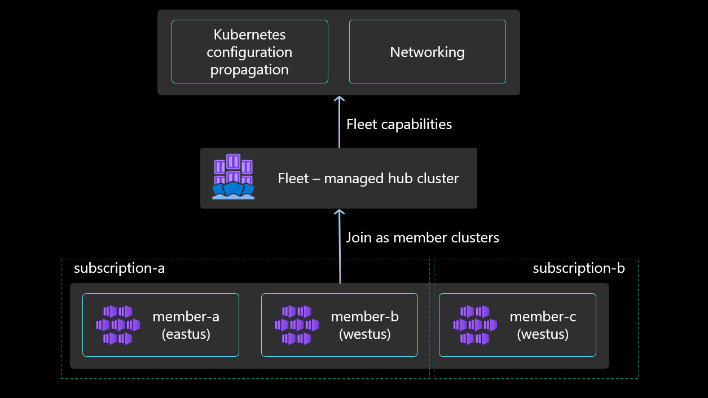 Kubernetes
configuration
propagation
Networking
Fleet capabilities
Fleet – managed hub cluster
Join as member clusters
subscription-a
subscription-b
member-a
(eastus)
member-b
(westus)
member-c
(westus)